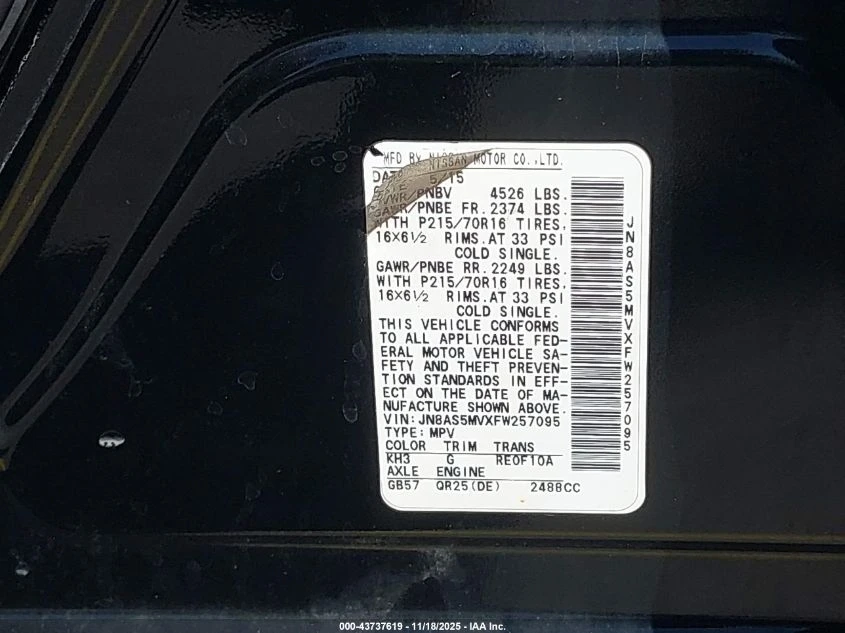 MFD BY NISSAN MOTOR CO.,LTD.
DATE 5/15
GVWR/PNBV 4526 LBS.
GAWR/PNBE FR. 2374 LBS.
WITH P215/70R16 TIRES,
16X6½ RIMS.AT 33 PSI
COLD SINGLE.
GAWR/PNBE RR. 2249 LBS.
WITH P215/70R16 TIRES,
16X6½ RIMS.AT 33 PSI
COLD SINGLE.
THIS VEHICLE CONFORMS
TO ALL APPLICABLE FED-
ERAL MOTOR VEHICLE SA-
FETY AND THEFT PREVEN-
TION STANDARDS IN EFF-
ECT ON THE DATE OF MA-
NUFACTURE SHOWN ABOVE.
VIN: JN8AS5MVXFW257095
TYPE: MPV
COLOR TRIM TRANS
KH3 G RE0F10A
AXLE ENGINE
GB57 QR25(DE) 2488CC
JN8AS5MVXFW257095
000-43737619 - 11/18/2025 - IAA Inc.